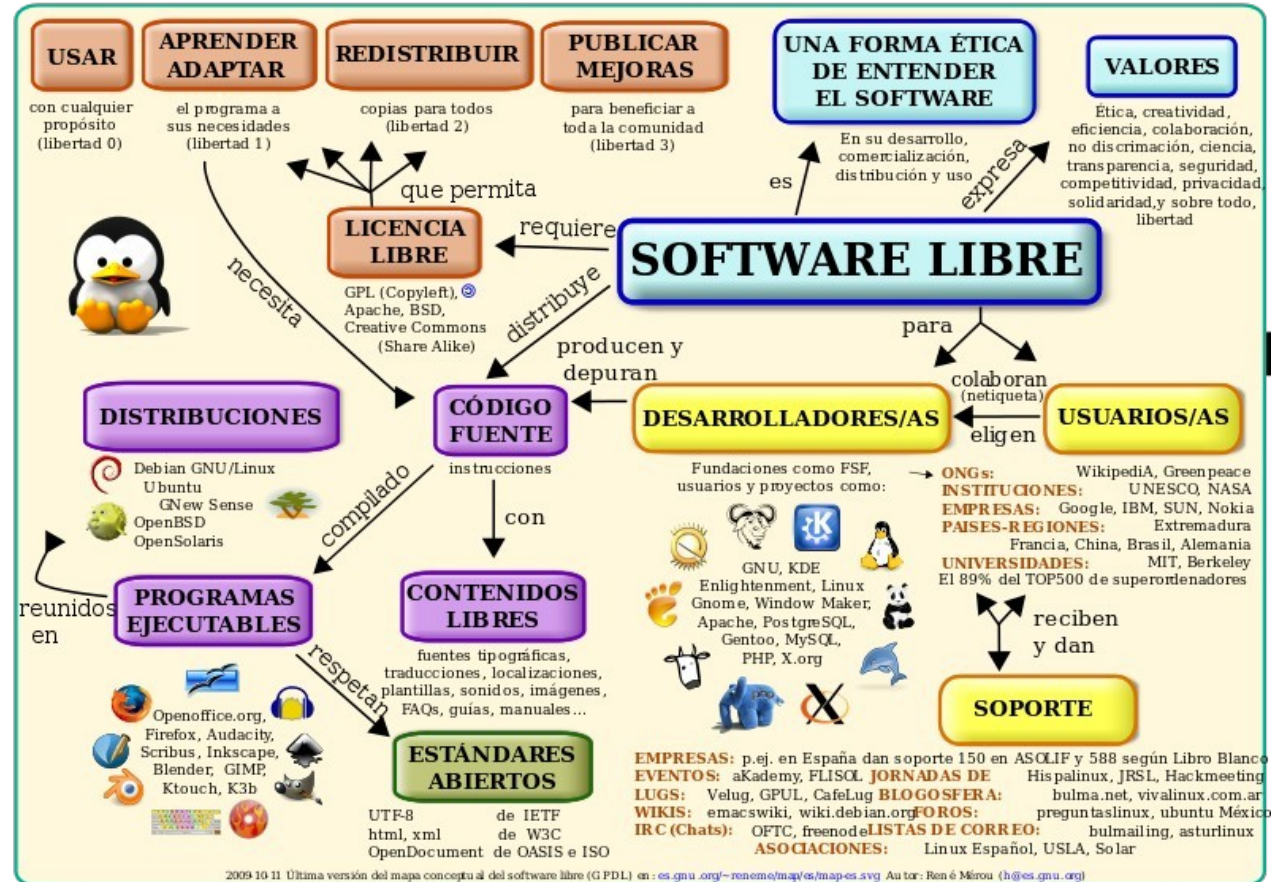 USAR
con cualquier
propósito
(libertad 0)
APRENDER
ADAPTAR
el programa a
sus necesidades
(libertad 1)
REDISTRIBUIR
copias para todos
(libertad 2)
PUBLICAR
MEJORAS
para beneficiar a
toda la comunidad
(libertad 3)
UNA FORMA ÉTICA
DE ENTENDER
EL SOFTWARE
En su desarrollo,
comercialización,
distribución y uso
VALORES
Ética, creatividad,
eficiencia, colaboración,
no discrimación, ciencia,
transparencia, seguridad,
competitividad, privacidad,
solidaridad,y sobre todo,
libertad
que permita
es
expresa
LICENCIA
LIBRE
requiere
SOFTWARE LIBRE
GPL (Copyleft),
Apache, BSD,
Creative Commons
(Share Alike)
necesita
distribuye
para
producen y
depuran
DISTRIBUCIONES
Debian GNU/Linux
Ubuntu
GNew Sense
OpenBSD
OpenSolaris
CÓDIGO
FUENTE
instrucciones
DESARROLLADORES/AS
colaboran
(netiqueta)
eligen
USUARIOS/AS
Fundaciones como FSF,
usuarios y proyectos como:
GNU, KDE
Enlightenment, Linux
Gnome, Window Maker,
Apache, PostgreSQL,
Gentoo, MySQL,
PHP, X.org
php
ONGs: WikipediA, Greenpeace
INSTITUCIONES: UNESCO, NASA
EMPRESAS: Google, IBM, SUN, Nokia
PAISES-REGIONES: Extremadura
Francia, China, Brasil, Alemania
UNIVERSIDADES: MIT, Berkeley
El 89% del TOP500 de superordenadores
compilado
con
reunidos
en
PROGRAMAS
EJECUTABLES
CONTENIDOS
LIBRES
fuentes tipográficas,
traducciones, localizaciones,
plantillas, sonidos, imágenes,
FAQs, guías, manuales...
reciben
y dan
respetan
Openoffice.org,
Firefox, Audacity,
Scribus, Inkscape,
Blender, GIMP,
Ktouch, K3b
ESTÁNDARES
ABIERTOS
UTF-8 de IETF
html, xml de W3C
OpenDocument de OASIS e ISO
SOPORTE
EMPRESAS: p.ej. en España dan soporte 150 en ASOLIF y 588 según Libro Blanco
EVENTOS: aKademy, FLISOL JORNADAS DE Hispalinux, JRSL, Hackmeeting
LUGS: Velug, GPUL, CafeLug BLOGOSFERA: bulma.net, vivalinux.com.ar
WIKIS: emacswiki, wiki.debian.org FOROS: preguntaslinux, ubuntu México
IRC (Chats): OFTC, freenode LISTAS DE CORREO: bulmailing, asturlinux
ASOCIACIONES: Linux Español, USLA, Solar
2009-10-11 Última versión del mapa conceptual del software libre (GPDL) en: es.gnu.org/~reneme/map/es/map-es.svg Autor: René Mérou (h@es.gnu.org)